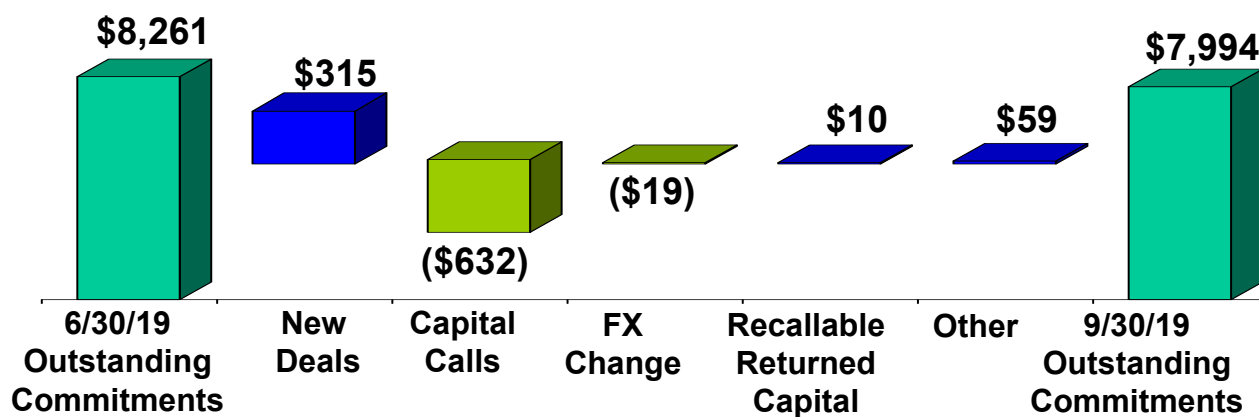 $8,261
$315
($632)
($19)
$10
$59
$7,994
6/30/19
Outstanding
Commitments
New
Deals
Capital
Calls
FX
Change
Recallable
Returned
Capital
Other
9/30/19
Outstanding
Commitments